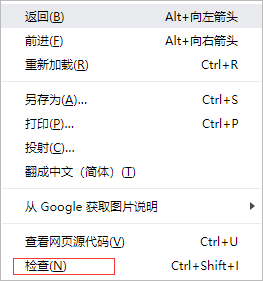 返回(B) Alt+向左箭头
前进(F) Alt+向右箭头
重新加载(R) Ctrl+R
另存为(A)... Ctrl+S
打印(P)... Ctrl+P
投射(C)...
翻成中文（简体）(T)
从 Google 获取图片说明
查看网页源代码(V) Ctrl+U
检查(N) Ctrl+Shift+I